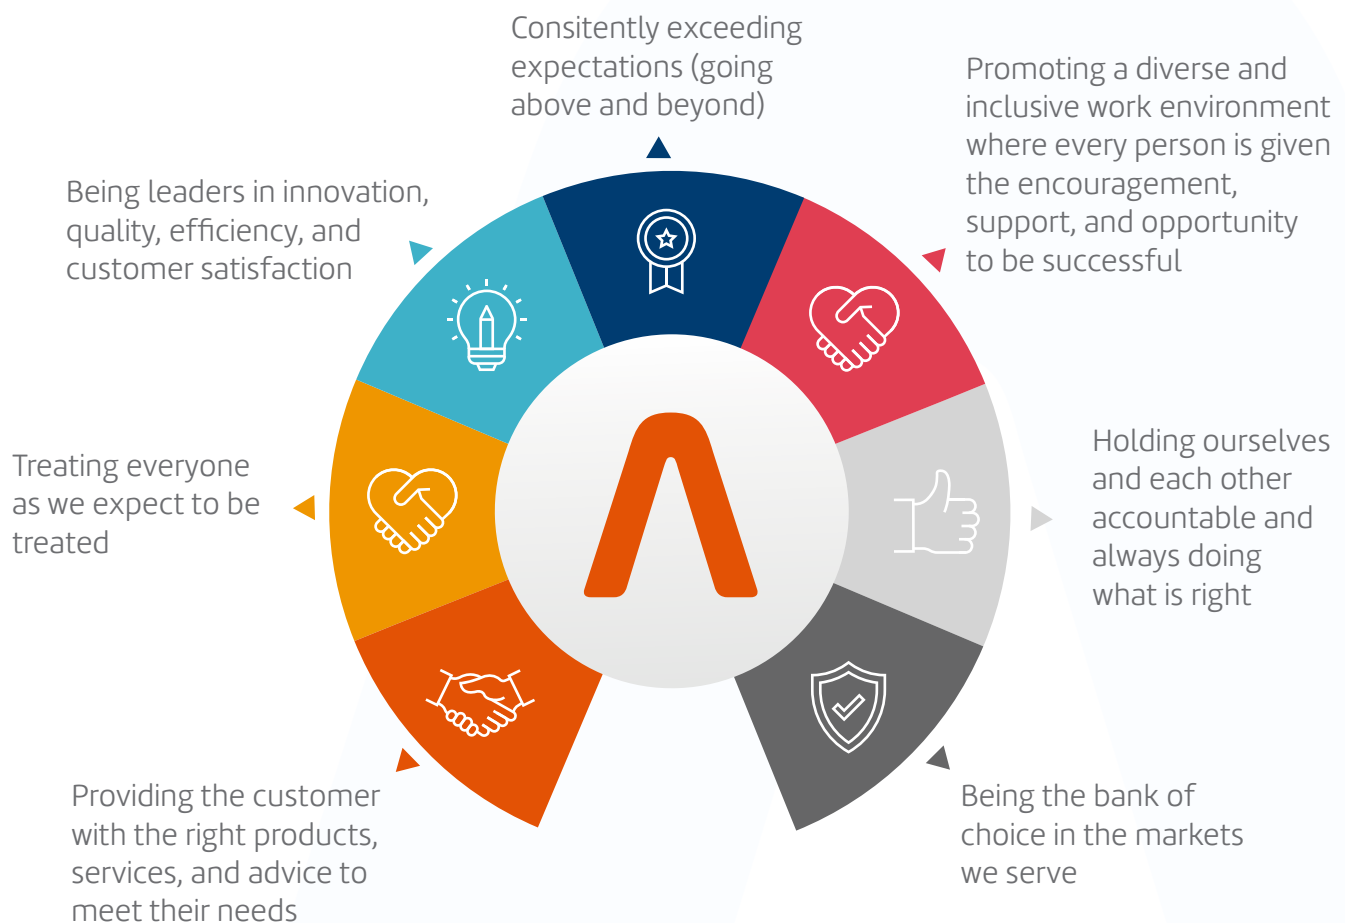 Consitently exceeding
expectations (going
above and beyond)
Promoting a diverse and
inclusive work environment
where every person is given
the encouragement,
support, and opportunity
to be successful
Being leaders in innovation,
quality, efficiency, and
customer satisfaction
Holding ourselves
and each other
accountable and
always doing
what is right
Treating everyone
as we expect to be
treated
Providing the customer
with the right products,
services, and advice to
meet their needs
Being the bank of
choice in the markets
we serve